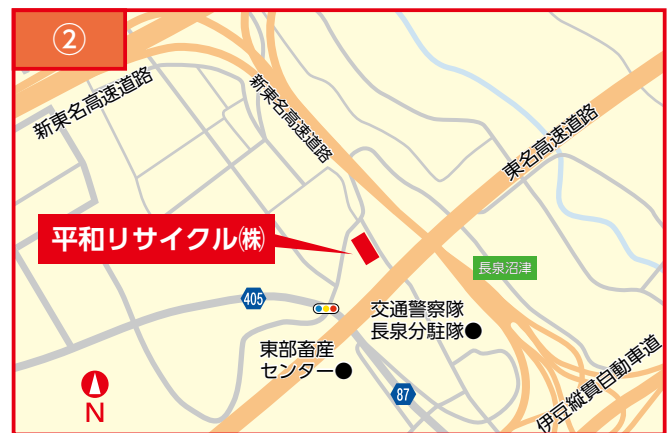 ②
新東名高速道路
新東名高速道路
東名高速道路
平和リサイクル㈱
長泉沼津
405
交通警察隊
長泉分駐隊●
東部畜産
センター●
87
伊豆縦貫自動車道
N